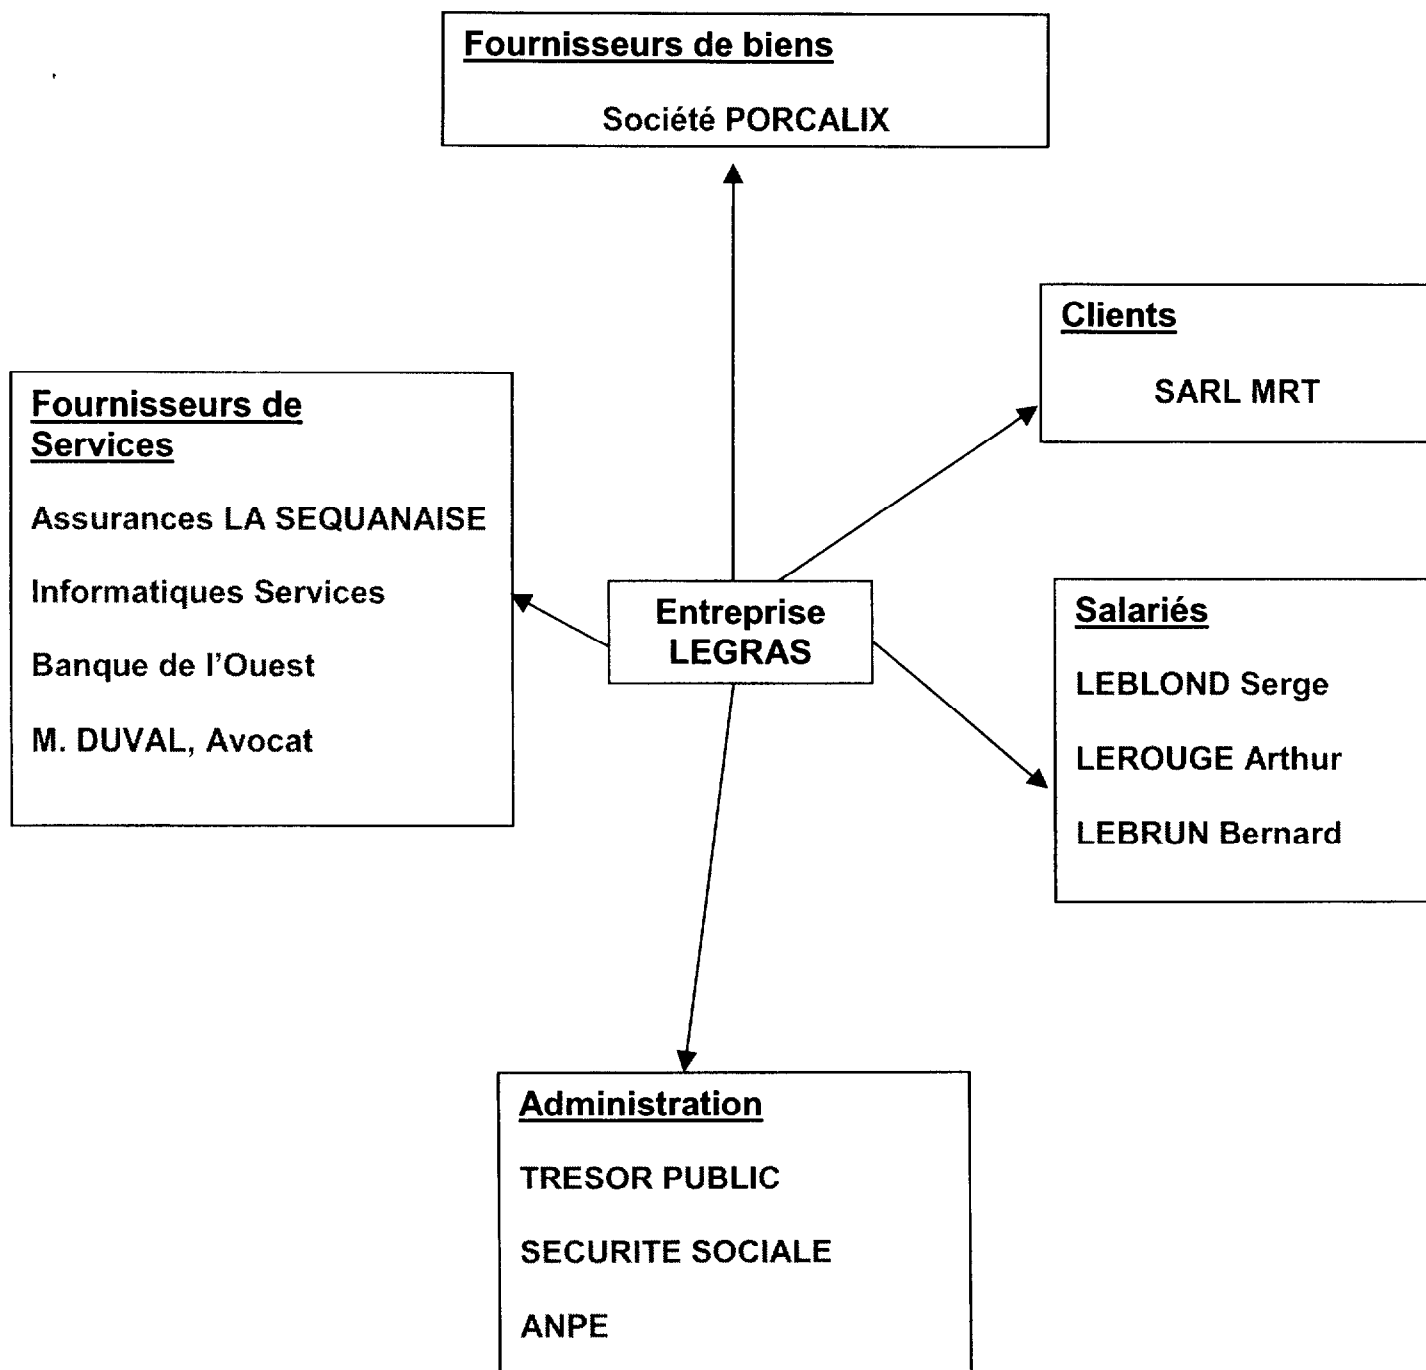 Fournisseurs de biens
Société PORCALIX
Clients
SARL MRT
Fournisseurs de
Services
Assurances LA SEQUANAISE
Informatiques Services
Banque de l'Ouest
M. DUVAL, Avocat
Entreprise
LEGRAS
Salariés
LEBLOND Serge
LEROUGE Arthur
LEBRUN Bernard
Administration
TRESOR PUBLIC
SECURITE SOCIALE
ANPE